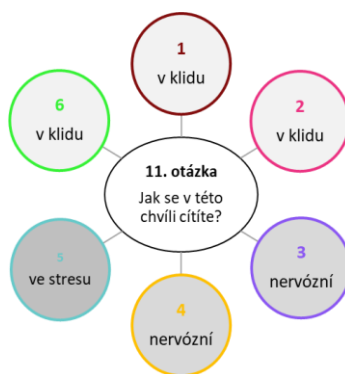 11. otázka
Jak se v této
chvíli cítíte?
1
v klidu
2
v klidu
3
nervózní
4
nervózní
5
ve stresu
6
v klidu